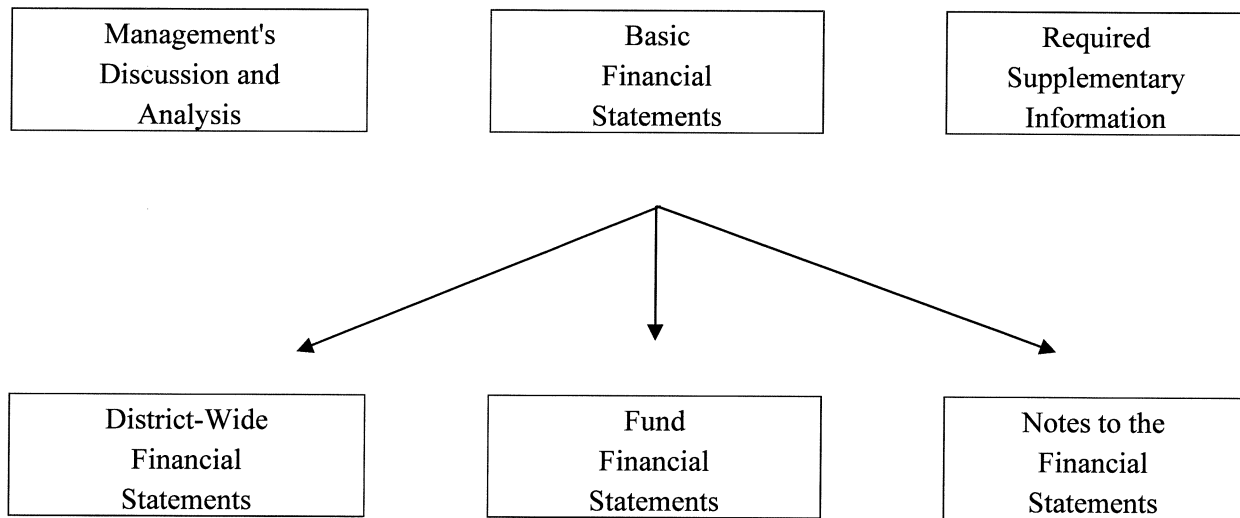 Management's
Discussion and
Analysis
Basic
Financial
Statements
Required
Supplementary
Information
District-Wide
Financial
Statements
Fund
Financial
Statements
Notes to the
Financial
Statements